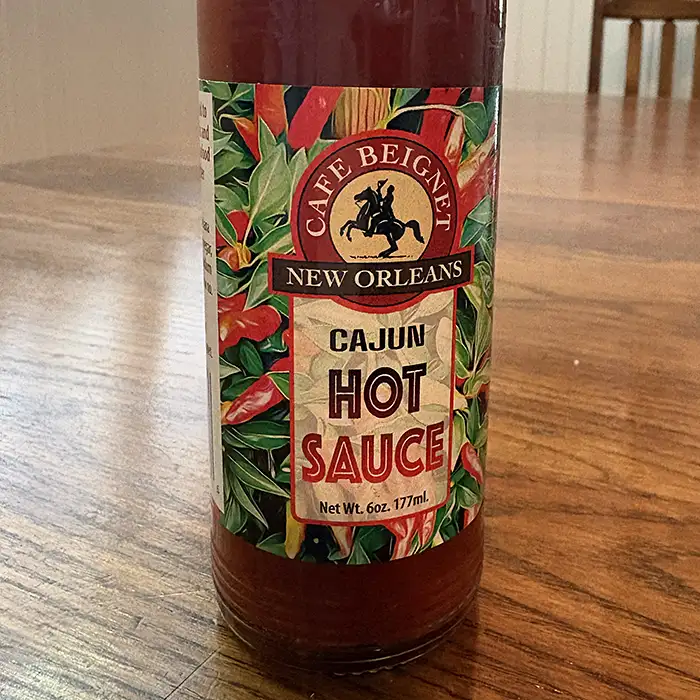 CAFE BEIGNET
NEW ORLEANS
CAJUN
HOT
SAUCE
Net Wt. 6oz. 177ml.